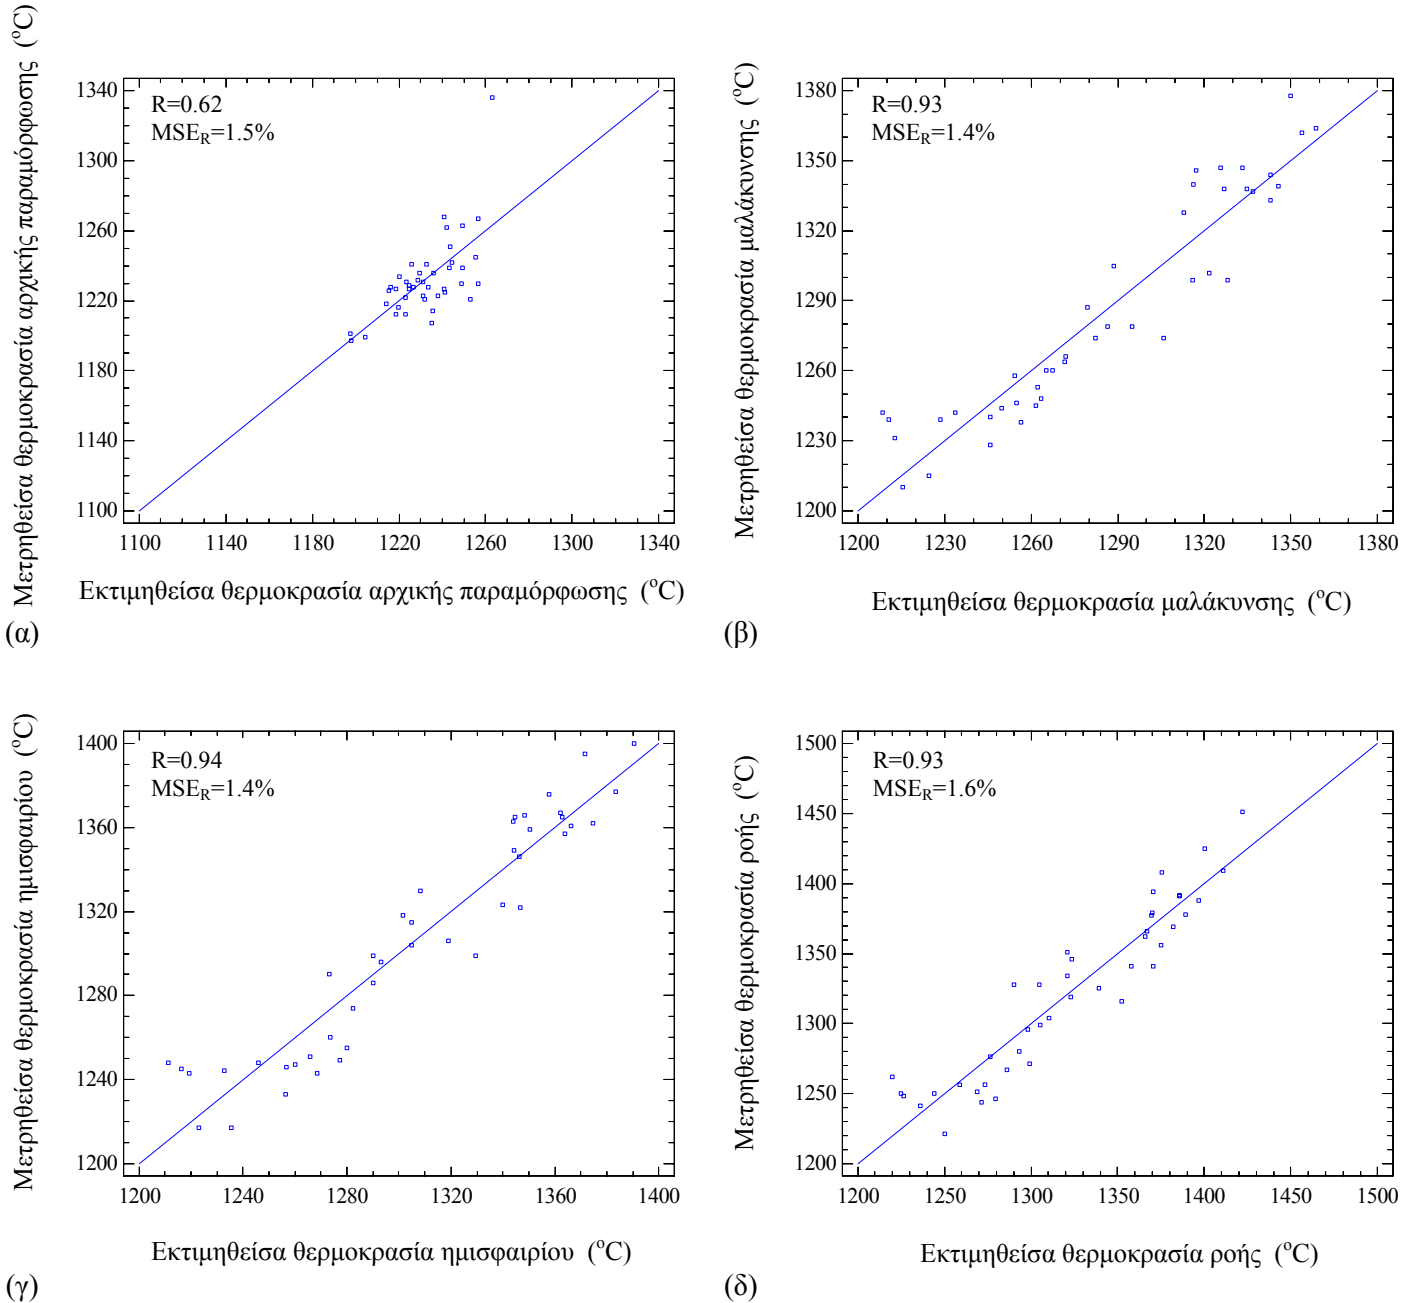 Μετρηθείσα θερμοκρασία αρχικής παραμόρφωσης (°C)
R=0.62
MSE_R=1.5%
1340
1300
1260
1220
1180
1140
1100
1100 1140 1180 1220 1260 1300 1340
Εκτιμηθείσα θερμοκρασία αρχικής παραμόρφωσης (°C)
(α)
Μετρηθείσα θερμοκρασία μαλάκυνσης (°C)
R=0.93
MSE_R=1.4%
1380
1350
1320
1290
1260
1230
1200
1200 1230 1260 1290 1320 1350 1380
Εκτιμηθείσα θερμοκρασία μαλάκυνσης (°C)
(β)
Μετρηθείσα θερμοκρασία ημισφαιρίου (°C)
R=0.94
MSE_R=1.4%
1400
1360
1320
1280
1240
1200
1200 1240 1280 1320 1360 1400
Εκτιμηθείσα θερμοκρασία ημισφαιρίου (°C)
(γ)
Μετρηθείσα θερμοκρασία ροής (°C)
R=0.93
MSE_R=1.6%
1500
1450
1400
1350
1300
1250
1200
1200 1250 1300 1350 1400 1450 1500
Εκτιμηθείσα θερμοκρασία ροής (°C)
(δ)